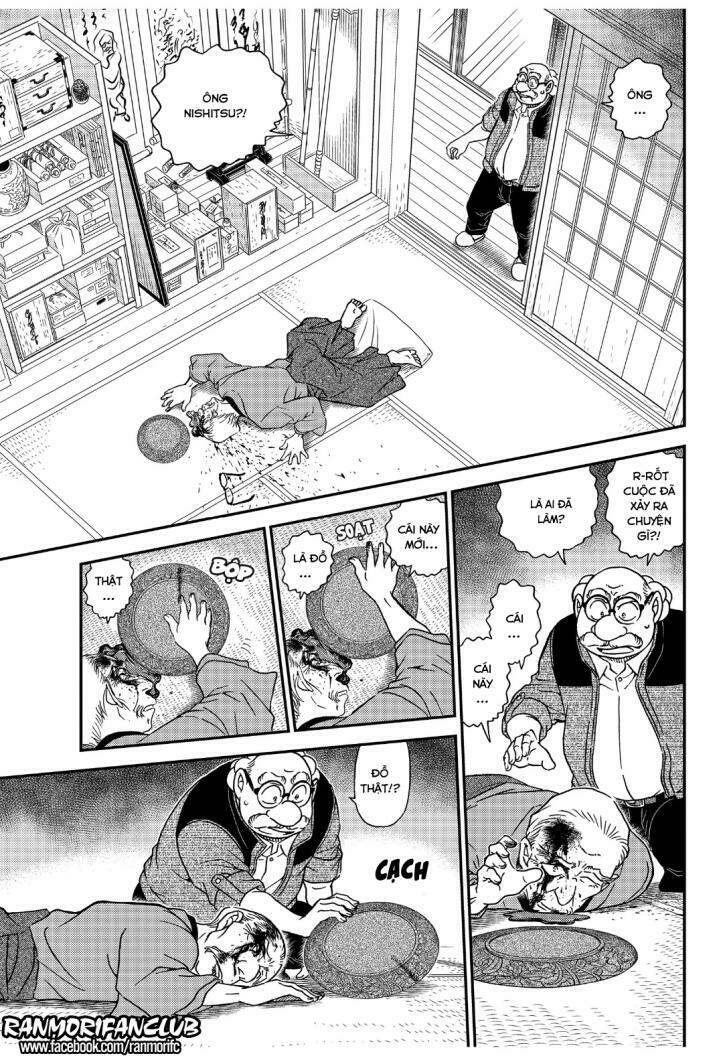 ÔNG
...
ÔNG
NISHITSU?!
R-RỐT
CUỘC ĐÃ
XẢY RA
CHUYỆN
GÌ?!
LÀ AI ĐÃ
LÀM?
CÁI
...
CÁI
NÀY
...
CÁI NÀY
MỚI...
SOẠT
LÀ ĐỒ
...
THẬT
...
BỘP
ĐỒ
THẬT!?
CẠCH
RANMORIFANCLUB
www.facebook.com/ranmorifc